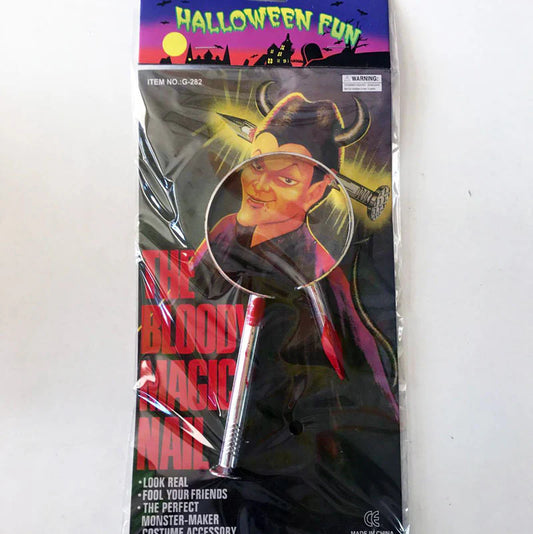 HALLOWEEN FUN
ITEM NO.:G-282
WARNING:
THE
BLOODY
MAGIC
NAIL
• LOOK REAL
• FOOL YOUR FRIENDS
• THE PERFECT
MONSTER-MAKER
COSTUME ACCESSORY
CE
MADE IN CHINA